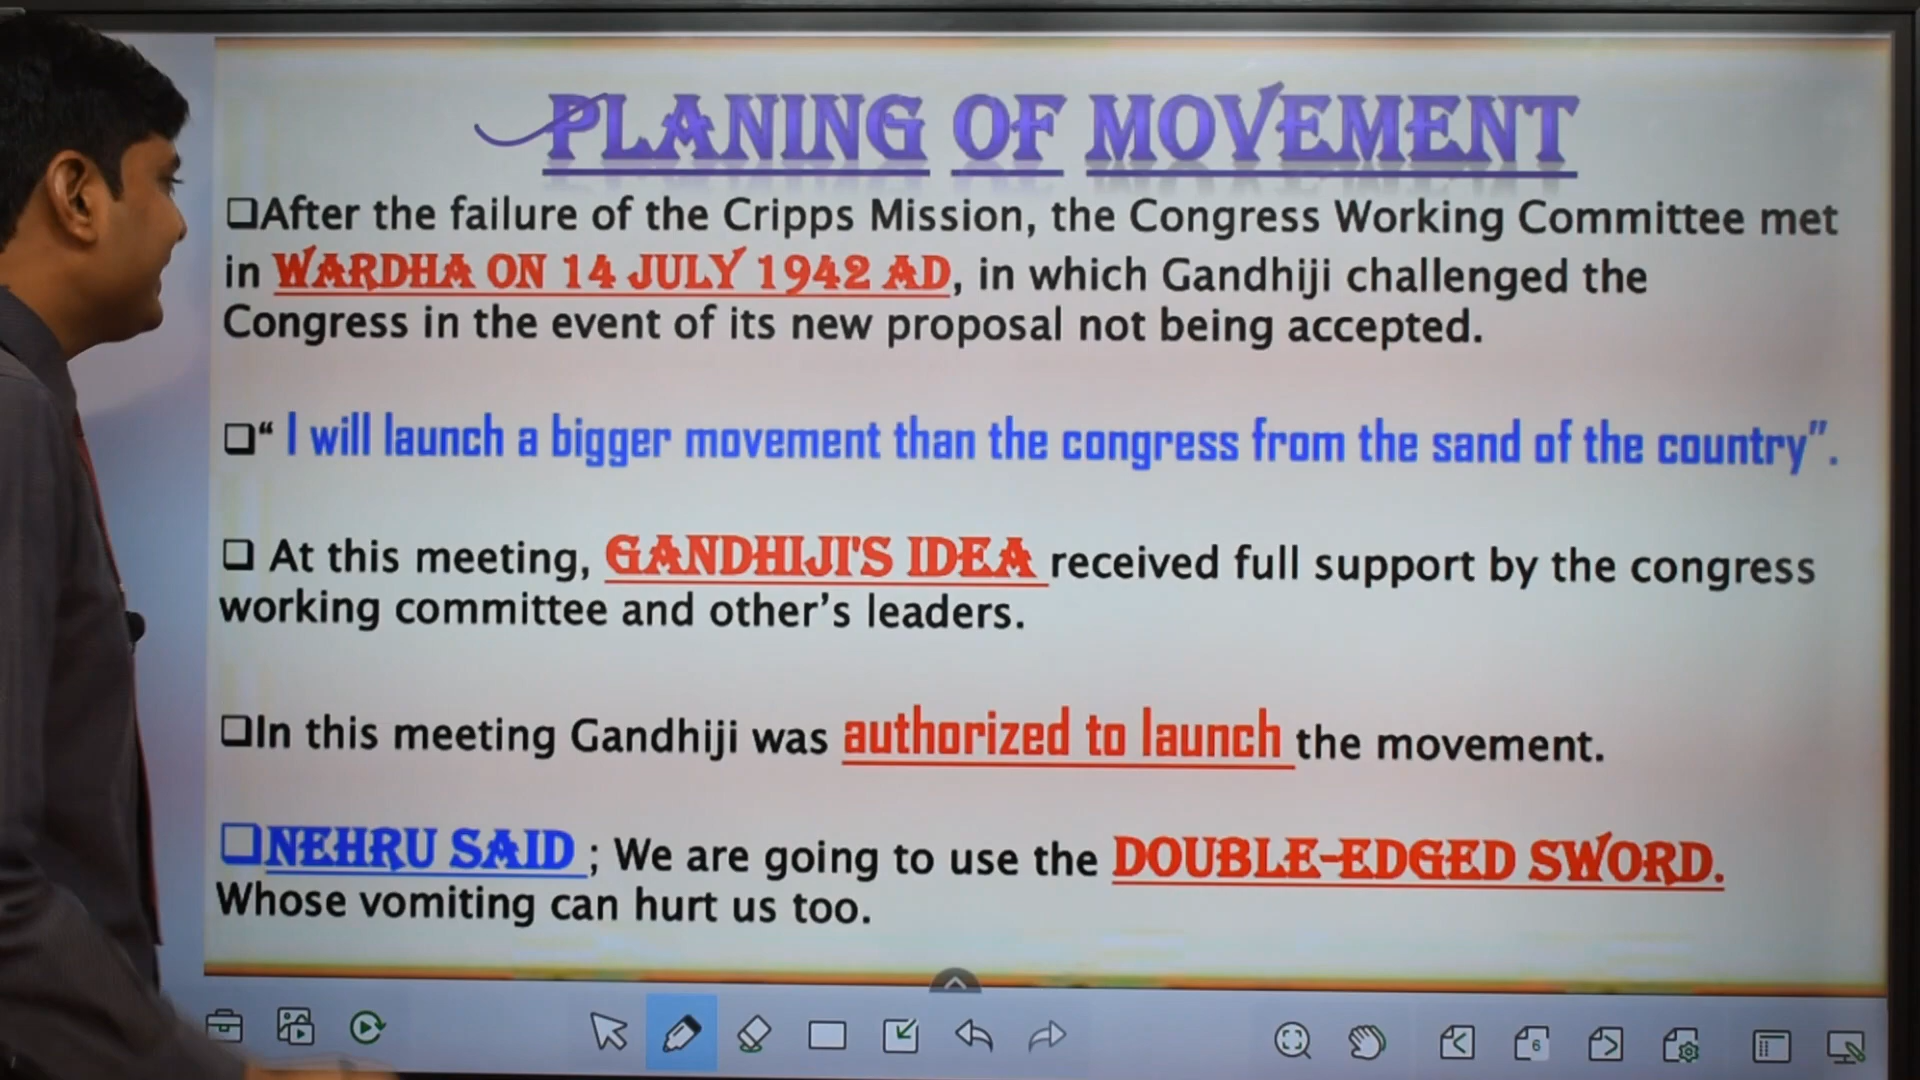 PLANING OF MOVEMENT
❑After the failure of the Cripps Mission, the Congress Working Committee met
in WARDHA ON 14 JULY 1942 AD, in which Gandhiji challenged the
Congress in the event of its new proposal not being accepted.
❑“ I will launch a bigger movement than the congress from the sand of the country”.
❑ At this meeting, GANDHIJI'S IDEA received full support by the congress
working committee and other’s leaders.
❑In this meeting Gandhiji was authorized to launch the movement.
❑NEHRU SAID ; We are going to use the DOUBLE-EDGED SWORD.
Whose vomiting can hurt us too.
6